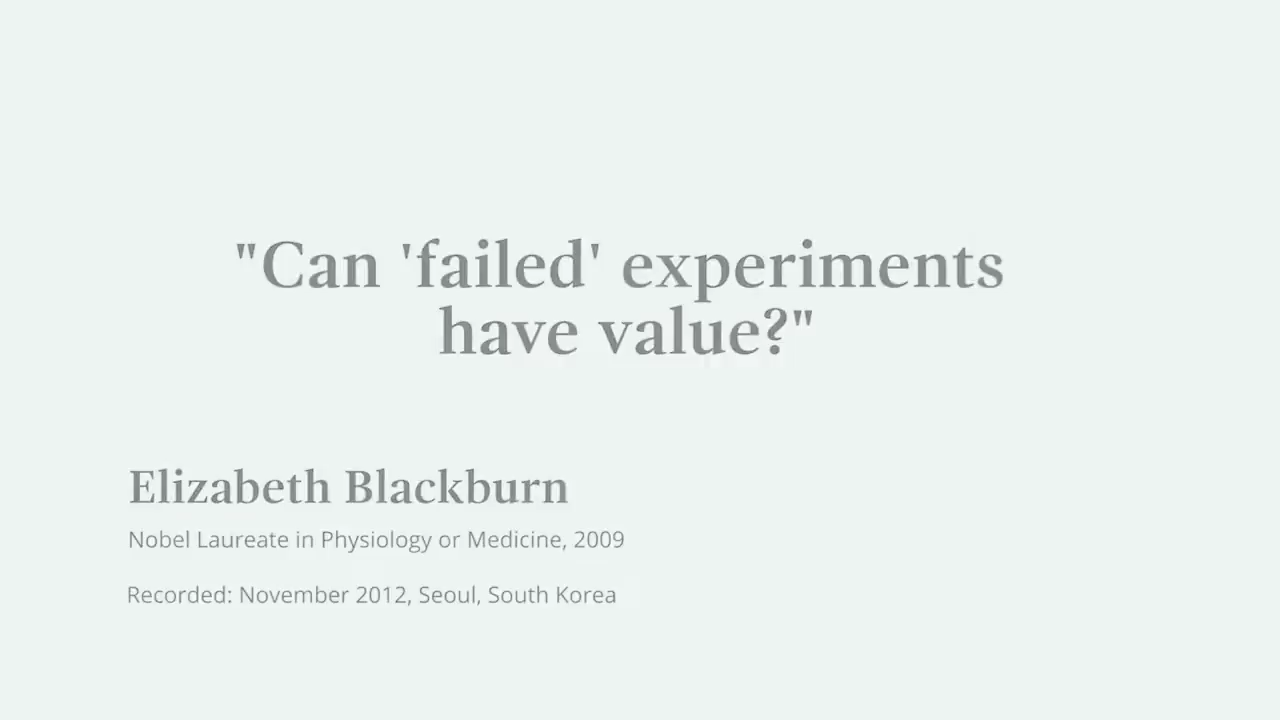 "Can 'failed' experiments
have value?"
Elizabeth Blackburn
Nobel Laureate in Physiology or Medicine, 2009
Recorded: November 2012, Seoul, South Korea